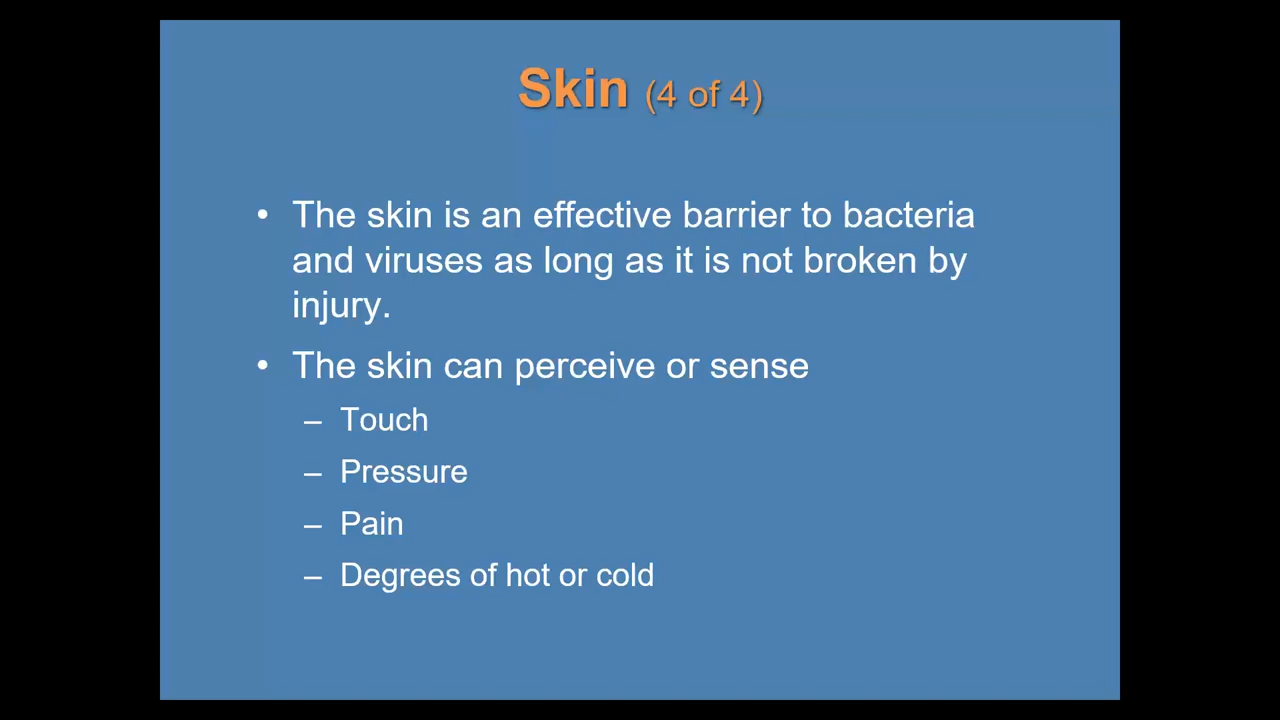 Skin (4 of 4)
• The skin is an effective barrier to bacteria
and viruses as long as it is not broken by
injury.
• The skin can perceive or sense
– Touch
– Pressure
– Pain
– Degrees of hot or cold